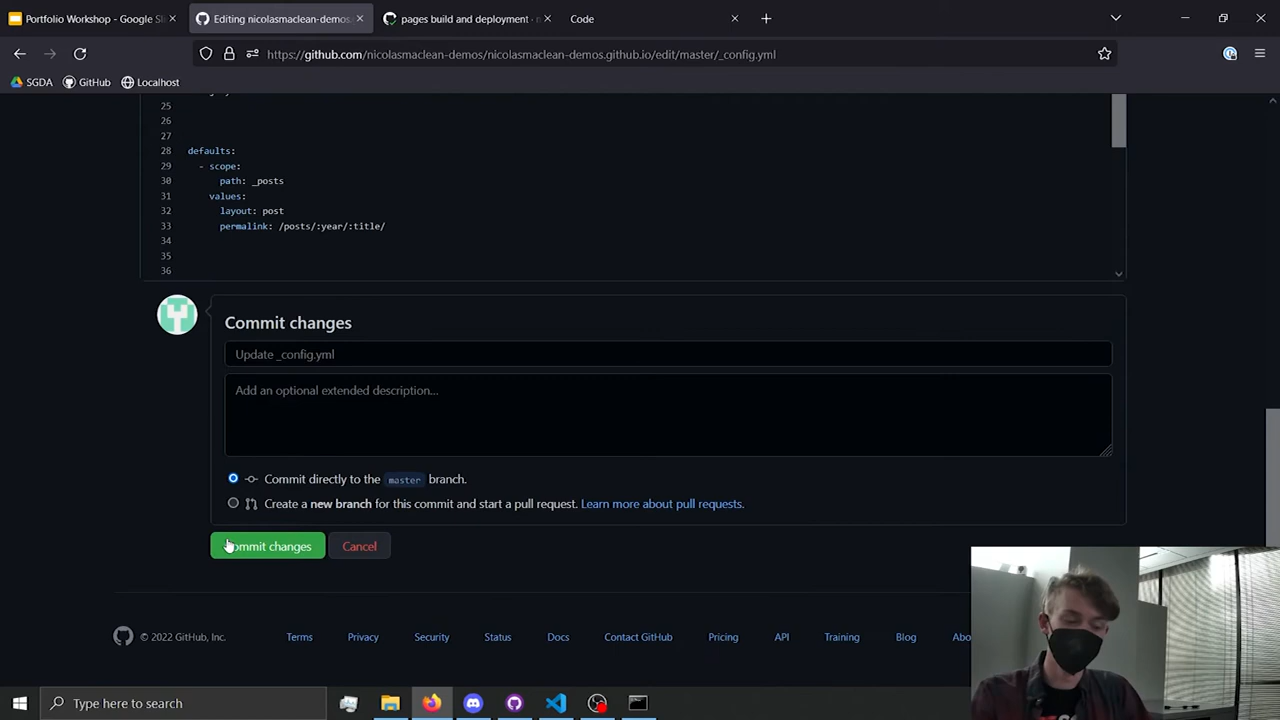 Portfolio Workshop - Google Sl
Editing nicolasmaclean-demos.
pages build and deployment · n
Code
https://github.com/nicolasmaclean-demos/nicolasmaclean-demos.github.io/edit/master/_config.yml
SGDA
GitHub
Localhost
25
26
27
28 defaults:
29 - scope:
30 path: _posts
31 values:
32 layout: post
33 permalink: /posts/:year/:title/
34
35
36
Commit changes
Update _config.yml
Add an optional extended description...
Commit directly to the master branch.
Create a new branch for this commit and start a pull request. Learn more about pull requests.
Commit changes
Cancel
© 2022 GitHub, Inc.
Terms
Privacy
Security
Status
Docs
Contact GitHub
Pricing
API
Training
Blog
Abo
Type here to search